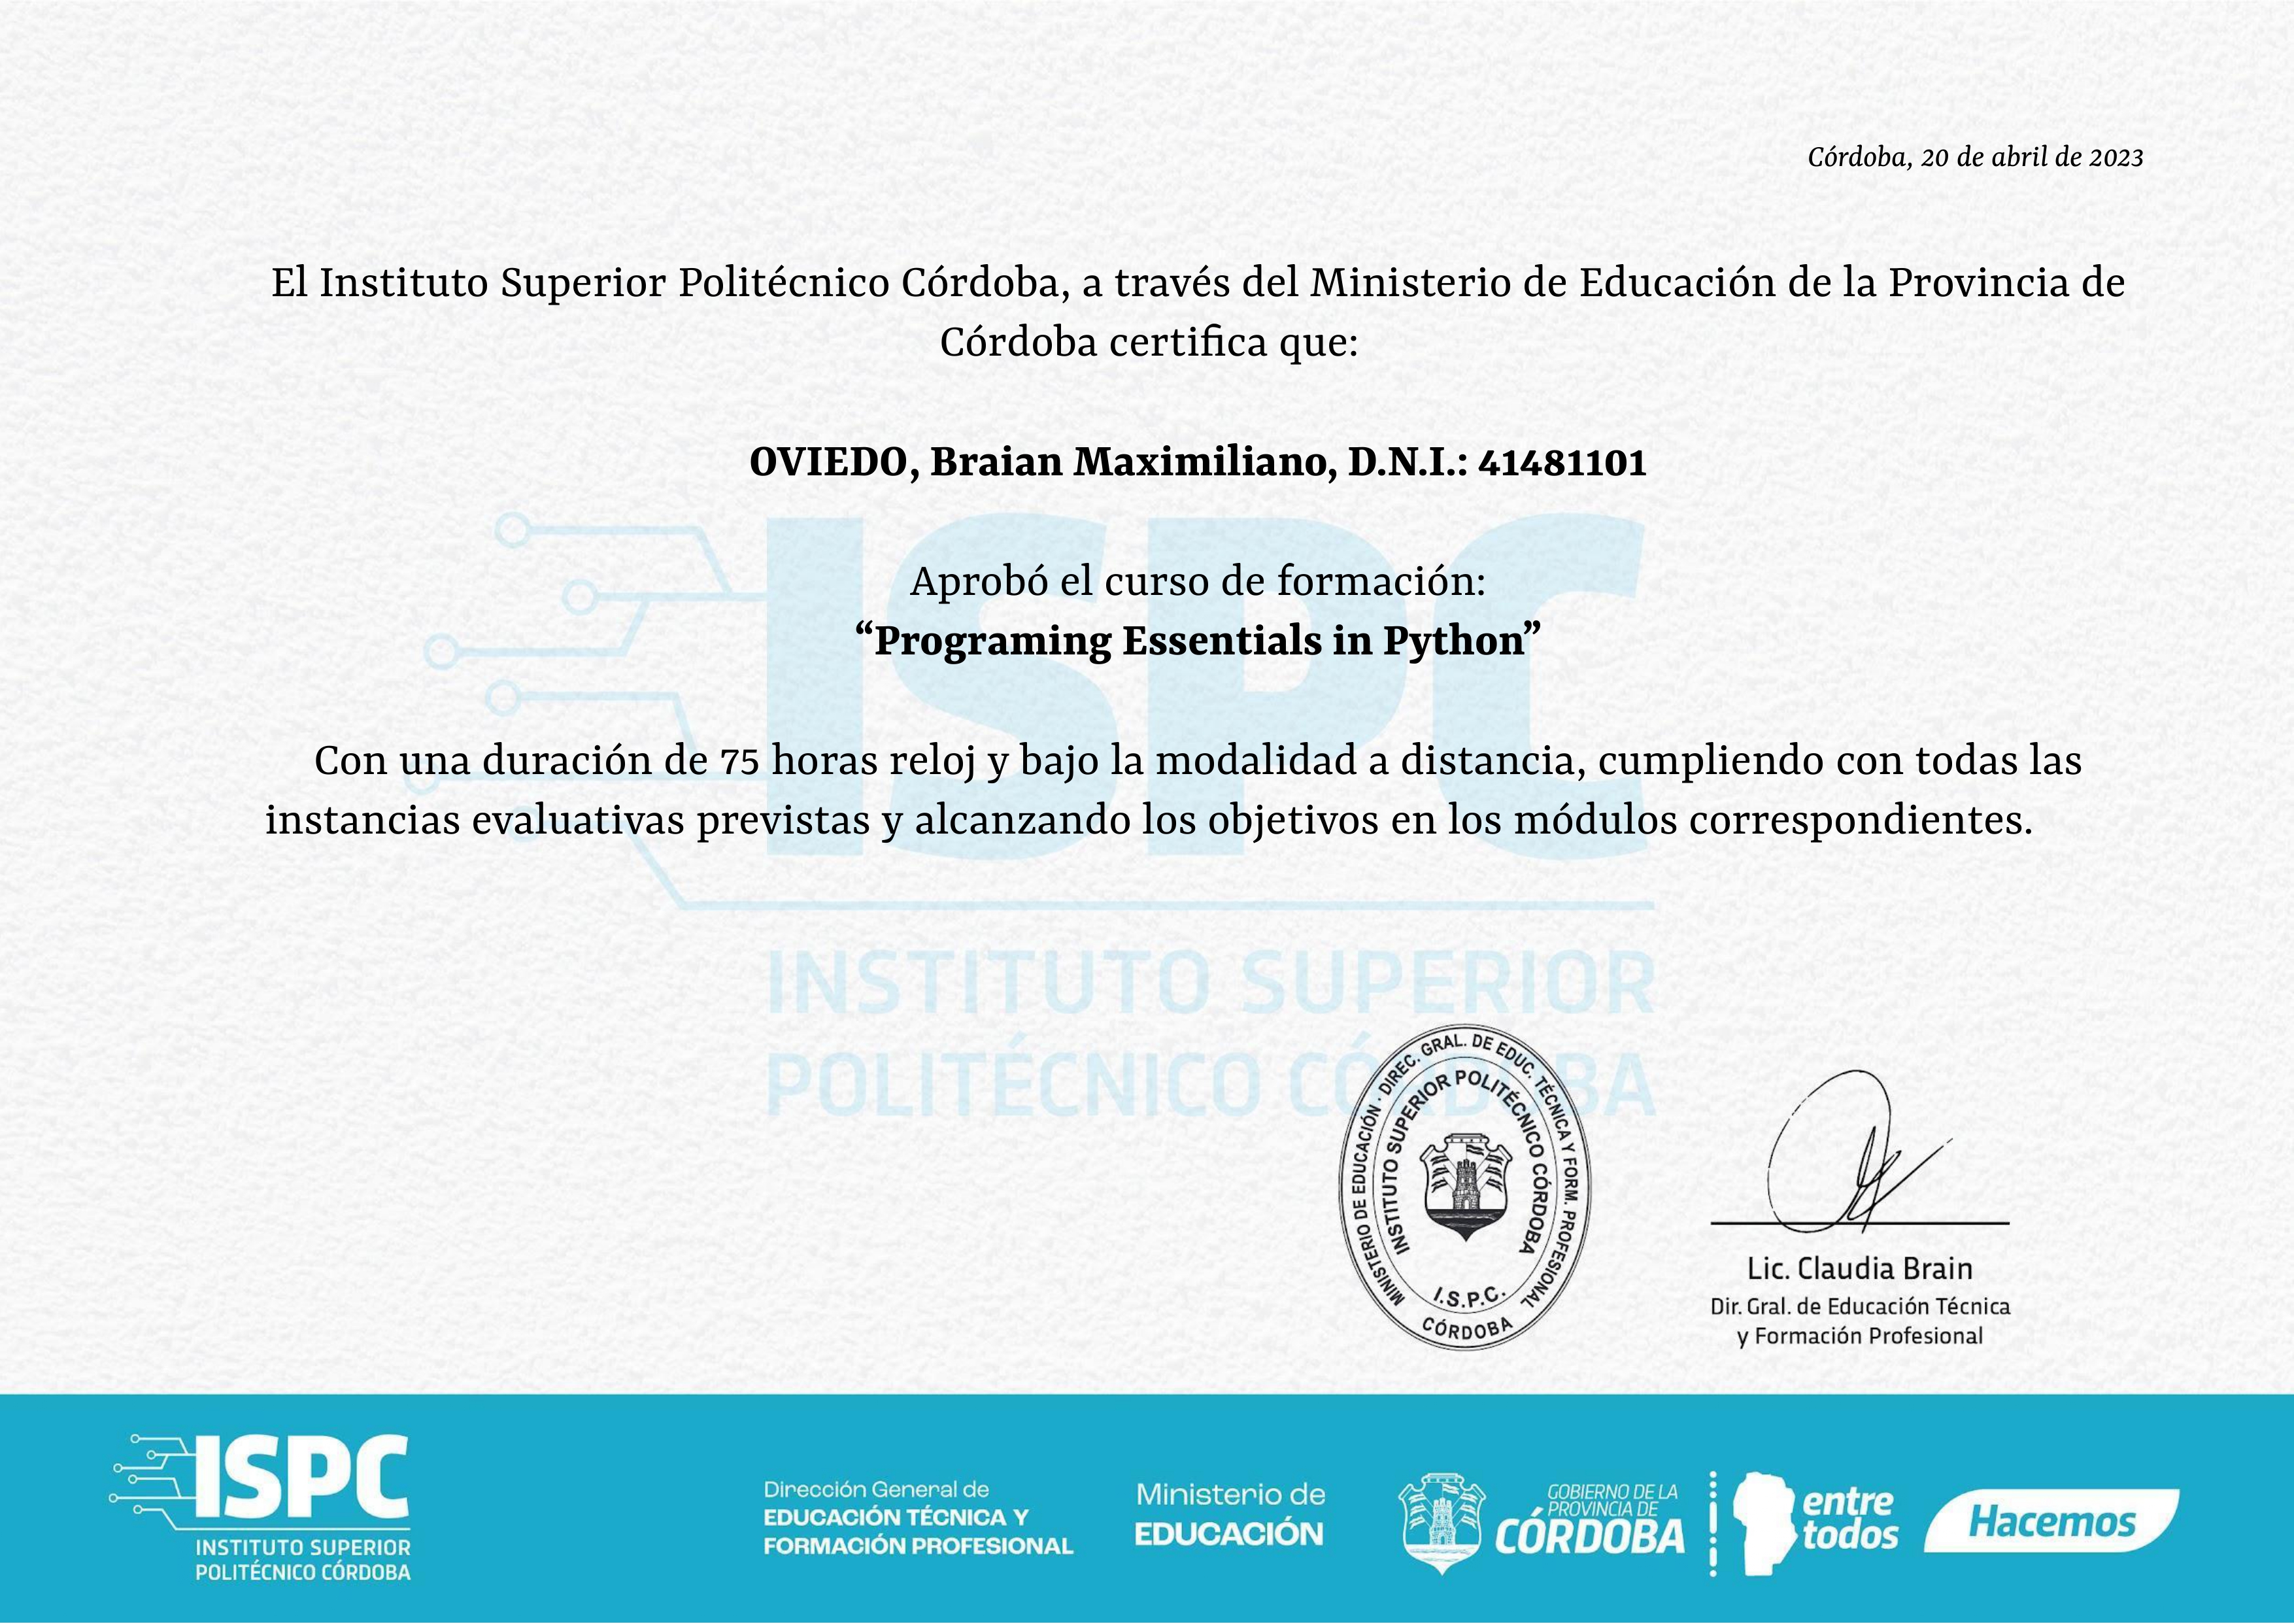 Córdoba, 20 de abril de 2023
El Instituto Superior Politécnico Córdoba, a través del Ministerio de Educación de la Provincia de
Córdoba certifica que:
OVIEDO, Braian Maximiliano, D.N.I.: 41481101
Aprobó el curso de formación:
“Programing Essentials in Python”
Con una duración de 75 horas reloj y bajo la modalidad a distancia, cumpliendo con todas las
instancias evaluativas previstas y alcanzando los objetivos en los módulos correspondientes.
ISPC
INSTITUTO SUPERIOR
POLITÉCNICO CÓRDOBA
MINISTERIO DE EDUCACIÓN · DIREC. GRAL. DE EDUC. TÉCNICA Y FORM. PROFESIONAL
INSTITUTO SUPERIOR POLITÉCNICO CÓRDOBA
I.S.P.C.
CÓRDOBA
Lic. Claudia Brain
Dir. Gral. de Educación Técnica
y Formación Profesional
ISPC
INSTITUTO SUPERIOR
POLITÉCNICO CÓRDOBA
Dirección General de
EDUCACIÓN TÉCNICA Y
FORMACIÓN PROFESIONAL
Ministerio de
EDUCACIÓN
GOBIERNO DE LA
PROVINCIA DE
CÓRDOBA
entre
todos
Hacemos